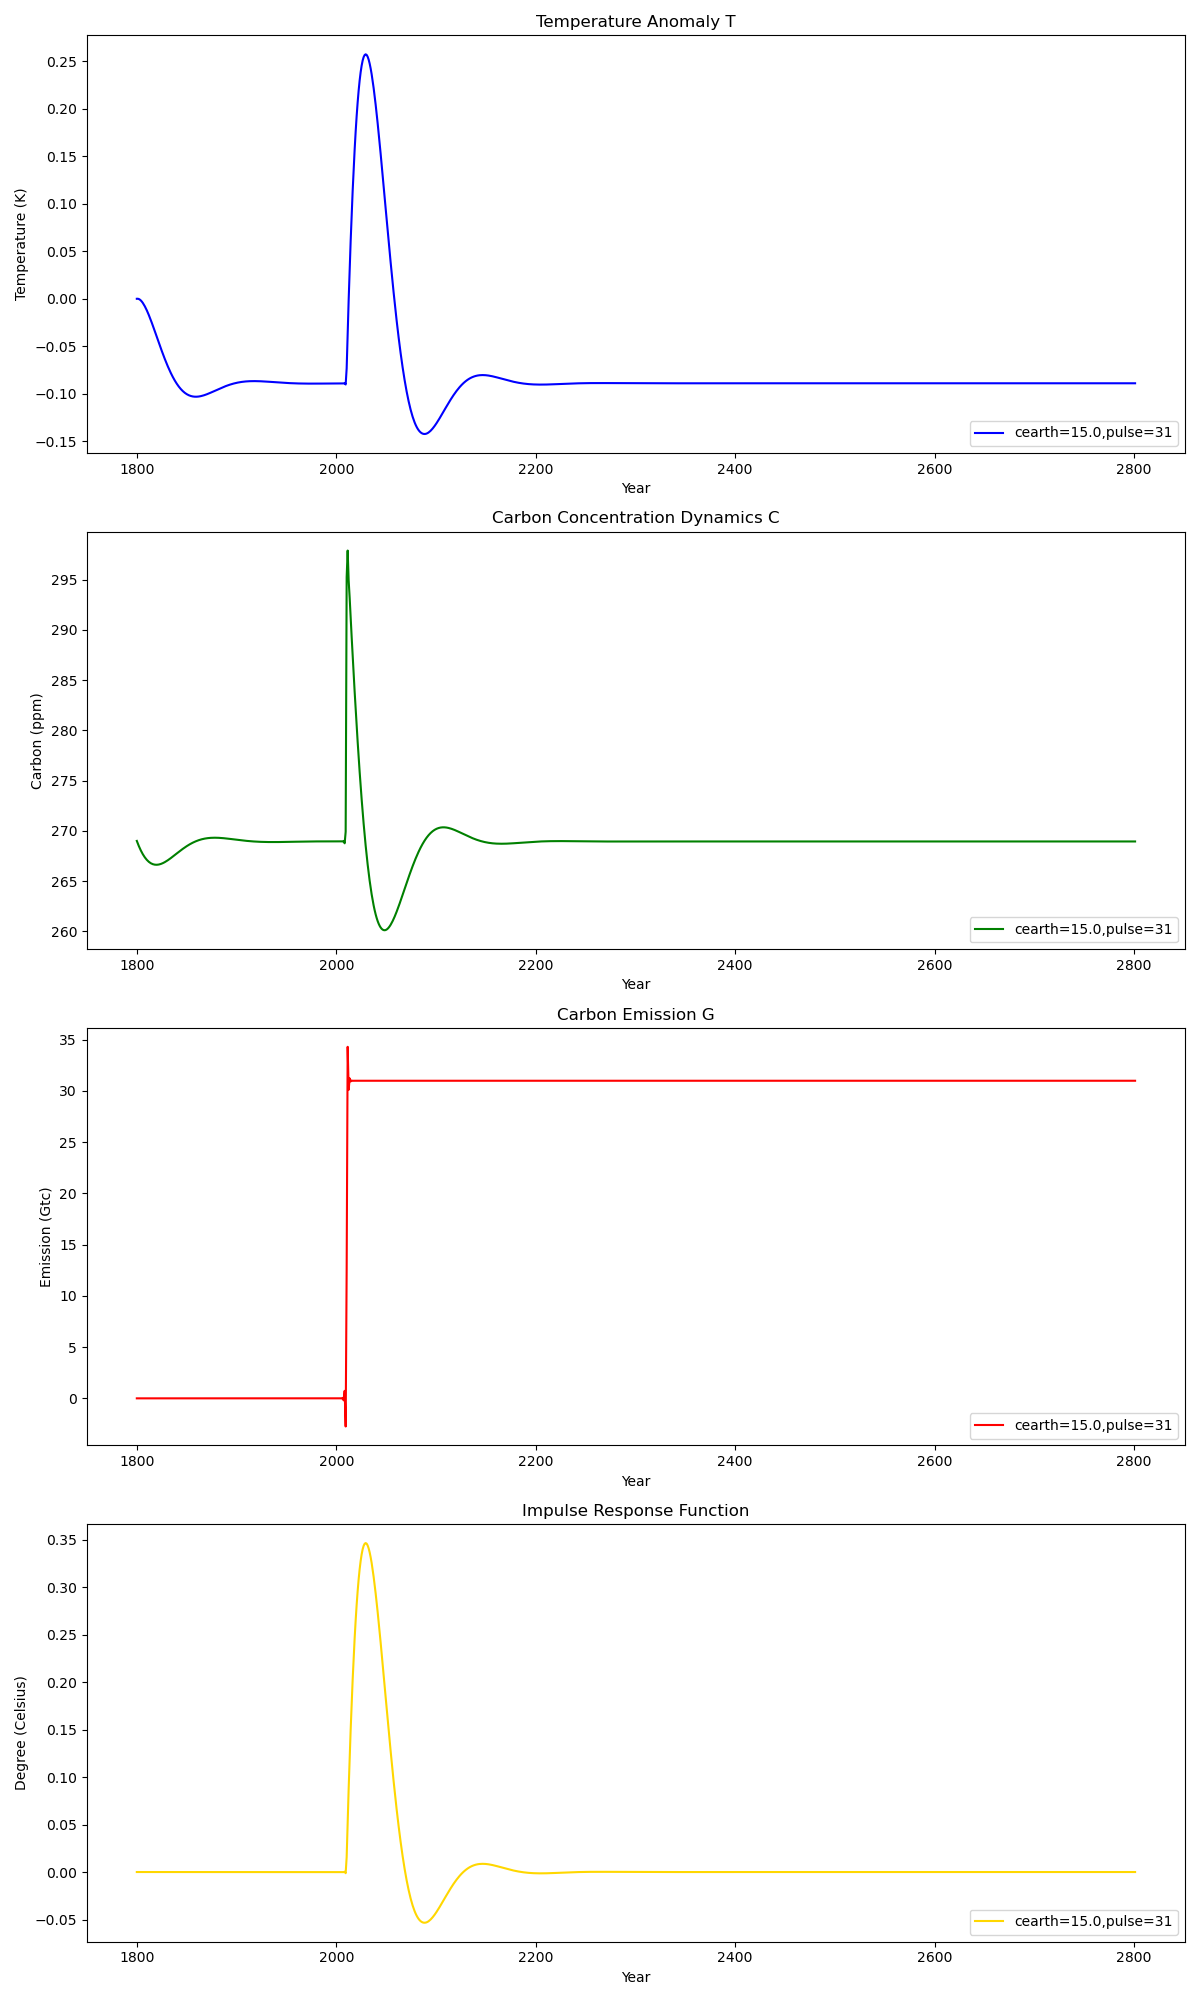 Temperature Anomaly T
Temperature (K)
0.25
0.20
0.15
0.10
0.05
0.00
−0.05
−0.10
−0.15
cearth=15.0,pulse=31
1800 2000 2200 2400 2600 2800
Year
Carbon Concentration Dynamics C
Carbon (ppm)
295
290
285
280
275
270
265
260
cearth=15.0,pulse=31
1800 2000 2200 2400 2600 2800
Year
Carbon Emission G
Emission (Gtc)
35
30
25
20
15
10
5
0
cearth=15.0,pulse=31
1800 2000 2200 2400 2600 2800
Year
Impulse Response Function
Degree (Celsius)
0.35
0.30
0.25
0.20
0.15
0.10
0.05
0.00
−0.05
cearth=15.0,pulse=31
1800 2000 2200 2400 2600 2800
Year